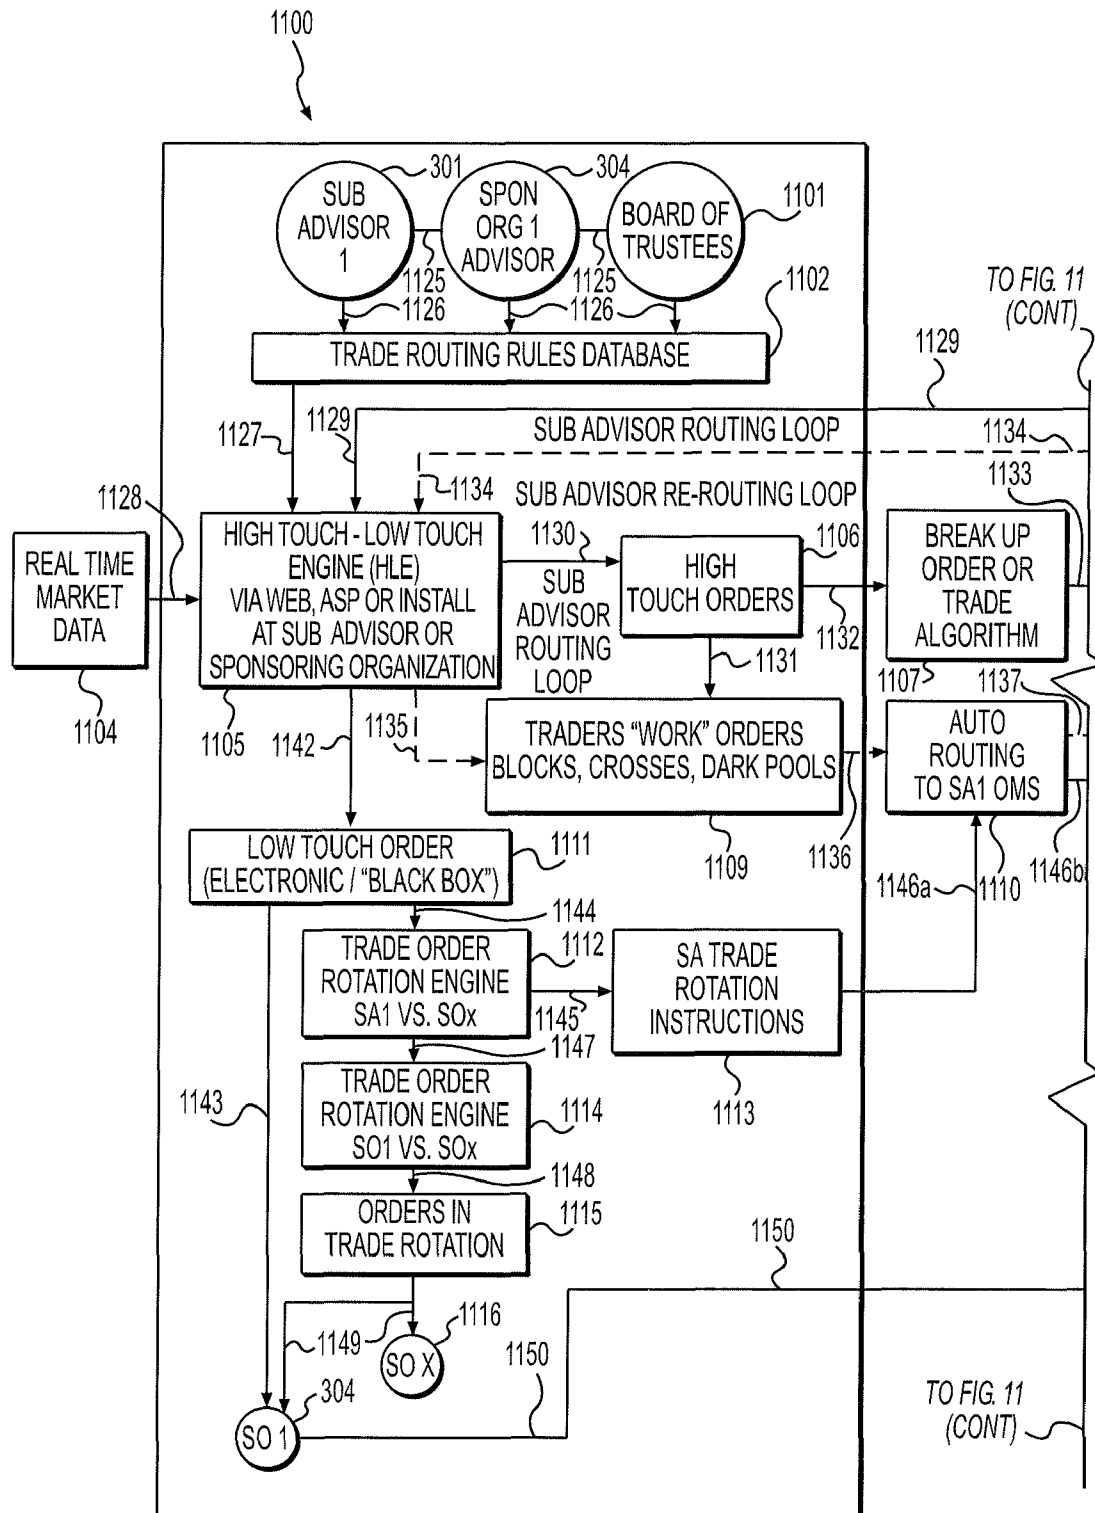 1100
301
304
1101
SUB
ADVISOR
1
SPON
ORG 1
ADVISOR
BOARD OF
TRUSTEES
1125
1125
1126
1126
1102
TRADE ROUTING RULES DATABASE
TO FIG. 11
(CONT)
1129
1127
1129
SUB ADVISOR ROUTING LOOP
1134
1134
SUB ADVISOR RE-ROUTING LOOP
1133
1128
REAL TIME
MARKET
DATA
1104
HIGH TOUCH - LOW TOUCH
ENGINE (HLE)
VIA WEB, ASP OR INSTALL
AT SUB ADVISOR OR
SPONSORING ORGANIZATION
1105
1130
SUB
ADVISOR
ROUTING
LOOP
1106
HIGH
TOUCH ORDERS
1132
1131
BREAK UP
ORDER OR
TRADE
ALGORITHM
1107
1137
1142
1135
TRADERS “WORK” ORDERS
BLOCKS, CROSSES, DARK POOLS
1109
1136
AUTO
ROUTING
TO SA1 OMS
1146a
1110
1146b
LOW TOUCH ORDER
(ELECTRONIC / “BLACK BOX”)
1111
1144
TRADE ORDER
ROTATION ENGINE
SA1 VS. SOx
1112
1145
SA TRADE
ROTATION
INSTRUCTIONS
1113
1147
1143
TRADE ORDER
ROTATION ENGINE
SO1 VS. SOx
1114
1148
ORDERS IN
TRADE ROTATION
1115
1150
1149
1116
SO X
1150
304
SO 1
TO FIG. 11
(CONT)